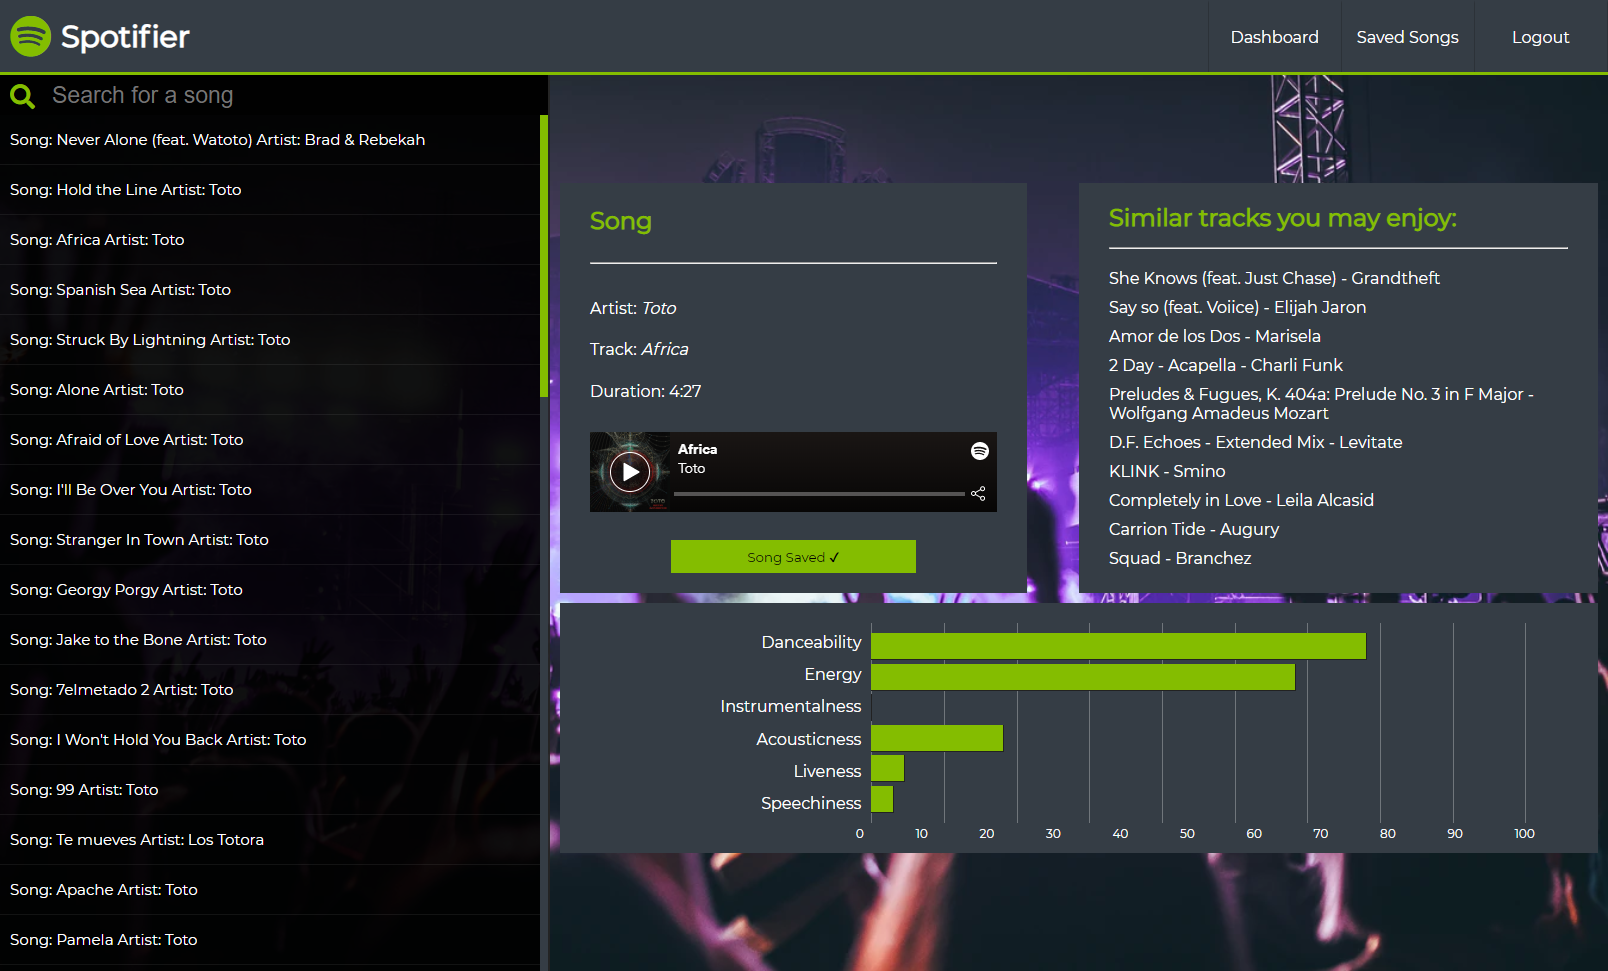 Spotifier
Dashboard
Saved Songs
Logout
Search for a song
Song: Never Alone (feat. Watoto) Artist: Brad & Rebekah
Song: Hold the Line Artist: Toto
Song: Africa Artist: Toto
Song: Spanish Sea Artist: Toto
Song: Struck By Lightning Artist: Toto
Song: Alone Artist: Toto
Song: Afraid of Love Artist: Toto
Song: I'll Be Over You Artist: Toto
Song: Stranger In Town Artist: Toto
Song: Georgy Porgy Artist: Toto
Song: Jake to the Bone Artist: Toto
Song: 7elmetado 2 Artist: Toto
Song: I Won't Hold You Back Artist: Toto
Song: 99 Artist: Toto
Song: Te mueves Artist: Los Totora
Song: Apache Artist: Toto
Song: Pamela Artist: Toto
Song
Artist: Toto
Track: Africa
Duration: 4:27
Africa
Toto
Song Saved ✓
Similar tracks you may enjoy:
She Knows (feat. Just Chase) - Grandtheft
Say so (feat. Voiice) - Elijah Jaron
Amor de los Dos - Marisela
2 Day - Acapella - Charli Funk
Preludes & Fugues, K. 404a: Prelude No. 3 in F Major -
Wolfgang Amadeus Mozart
D.F. Echoes - Extended Mix - Levitate
KLINK - Smino
Completely in Love - Leila Alcasid
Carrion Tide - Augury
Squad - Branchez
Danceability
Energy
Instrumentalness
Acousticness
Liveness
Speechiness
0 10 20 30 40 50 60 70 80 90 100